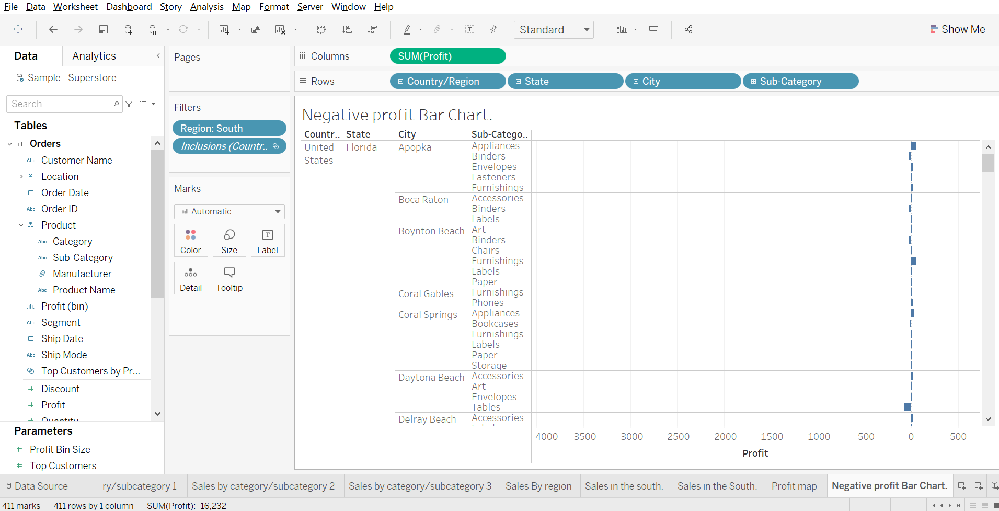 File Data Worksheet Dashboard Story Analysis Map Format Server Window Help
Standard
Show Me
Data Analytics
Sample - Superstore
Search
Tables
Orders
Abc Customer Name
Location
Order Date
Abc Order ID
Product
Abc Category
Abc Sub-Category
Manufacturer
Abc Product Name
Profit (bin)
Abc Segment
Ship Date
Abc Ship Mode
Top Customers by Pr...
# Discount
# Profit
# Quantity
Parameters
# Profit Bin Size
# Top Customers
Pages
Filters
Region: South
Inclusions (Countr..
Marks
Automatic
Color Size T Label
Detail Tooltip
Columns SUM(Profit)
Rows Country/Region State City Sub-Category
Negative profit Bar Chart.
Countr.. State City Sub-Catego..
United States Florida Apopka Appliances
Binders
Envelopes
Fasteners
Furnishings
Boca Raton Accessories
Binders
Labels
Boynton Beach Art
Binders
Chairs
Furnishings
Labels
Paper
Coral Gables Furnishings
Phones
Coral Springs Appliances
Bookcases
Furnishings
Labels
Paper
Storage
Daytona Beach Accessories
Art
Envelopes
Tables
Delray Beach Accessories
-4000 -3500 -3000 -2500 -2000 -1500 -1000 -500 0 500
Profit
Data Source ry/subcategory 1 Sales by category/subcategory 2 Sales by category/subcategory 3 Sales By region Sales in the south. Sales in the South. Profit map Negative profit Bar Chart.
411 marks 411 rows by 1 column SUM(Profit): -16,232